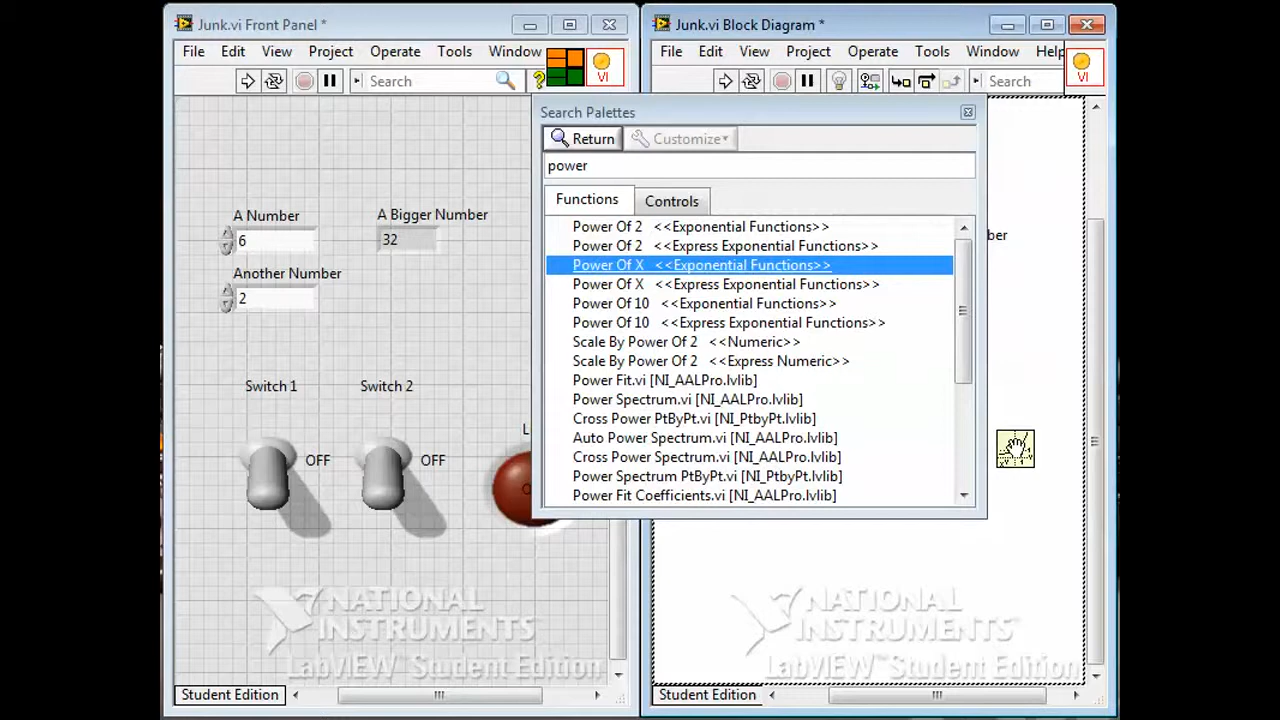 Junk.vi Front Panel *
File Edit View Project Operate Tools Window
Search
?
VI
Junk.vi Block Diagram *
File Edit View Project Operate Tools Window Help
Search
VI
Search Palettes
Return Customize
power
Functions Controls
Power Of 2 <<Exponential Functions>>
Power Of 2 <<Express Exponential Functions>>
Power Of X <<Exponential Functions>>
Power Of X <<Express Exponential Functions>>
Power Of 10 <<Exponential Functions>>
Power Of 10 <<Express Exponential Functions>>
Scale By Power Of 2 <<Numeric>>
Scale By Power Of 2 <<Express Numeric>>
Power Fit.vi [NI_AALPro.lvlib]
Power Spectrum.vi [NI_AALPro.lvlib]
Cross Power PtByPt.vi [NI_PtbyPt.lvlib]
Auto Power Spectrum.vi [NI_AALPro.lvlib]
Cross Power Spectrum.vi [NI_AALPro.lvlib]
Power Spectrum PtByPt.vi [NI_PtbyPt.lvlib]
Power Fit Coefficients.vi [NI_AALPro.lvlib]
A Number
6
A Bigger Number
32
Another Number
2
Switch 1
OFF
Switch 2
OFF
L
ber
NATIONAL INSTRUMENTS
LabVIEW™ Student Edition
NATIONAL INSTRUMENTS
LabVIEW™ Student Edition
Student Edition
Student Edition